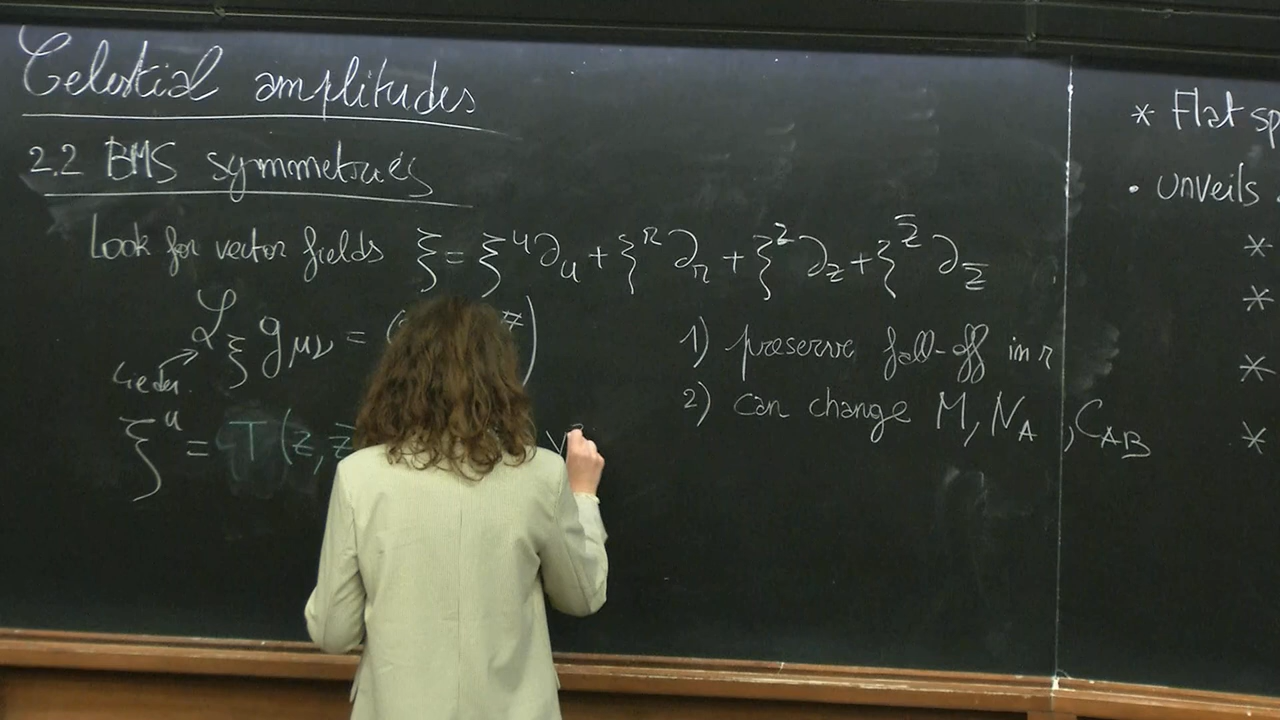 Celestial amplitudes
2.2 BMS symmetries
Look for vector fields ξ = ξ^u ∂_u + ξ^r ∂_r + ξ^z ∂_z + ξ^z̄ ∂_z̄
ℒ_ξ g_μν = (
1) preserve fall-off in r
2) can change M, N_A, C_AB
ξ^u = T(z, z̄
* Flat sp
• unveils
*
*
*
*